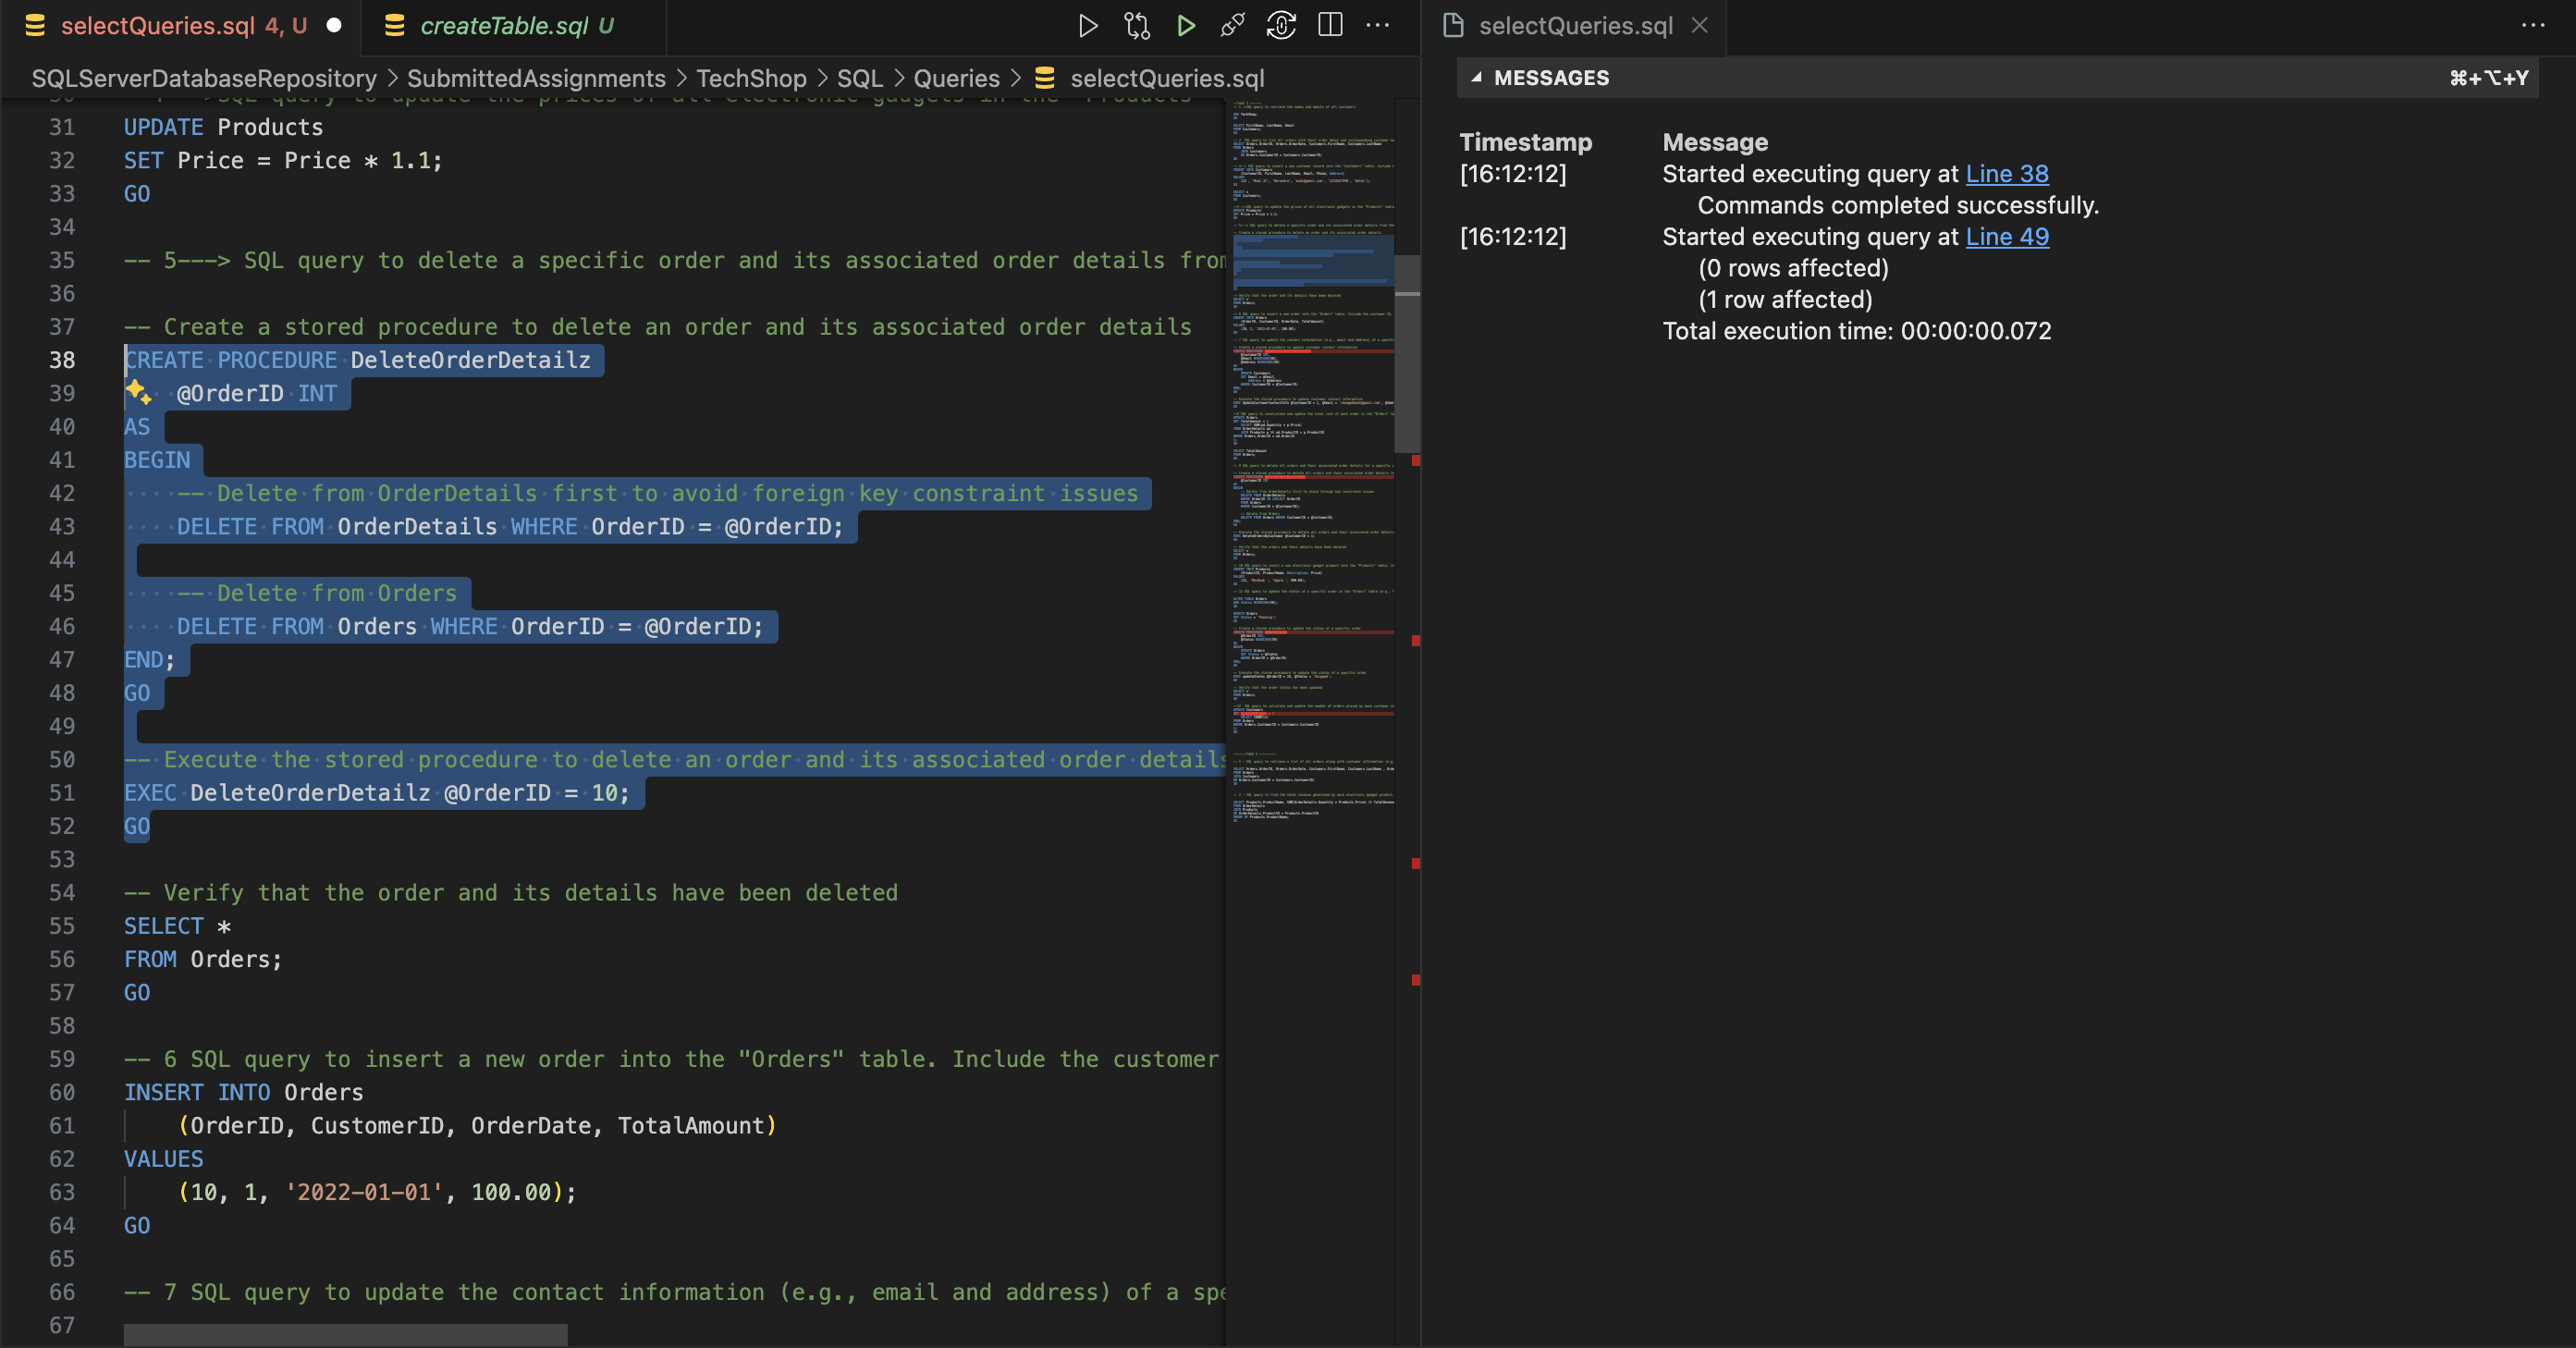 selectQueries.sql 4, U
createTable.sql U
selectQueries.sql
SQLServerDatabaseRepository > SubmittedAssignments > TechShop > SQL > Queries > selectQueries.sql
31 UPDATE Products
32 SET Price = Price * 1.1;
33 GO
34
35 -- 5---> SQL query to delete a specific order and its associated order details from
36
37 -- Create a stored procedure to delete an order and its associated order details
38 CREATE PROCEDURE DeleteOrderDetailz
39 @OrderID INT
40 AS
41 BEGIN
42 -- Delete from OrderDetails first to avoid foreign key constraint issues
43 DELETE FROM OrderDetails WHERE OrderID = @OrderID;
44
45 -- Delete from Orders
46 DELETE FROM Orders WHERE OrderID = @OrderID;
47 END;
48 GO
49
50 -- Execute the stored procedure to delete an order and its associated order details
51 EXEC DeleteOrderDetailz @OrderID = 10;
52 GO
53
54 -- Verify that the order and its details have been deleted
55 SELECT *
56 FROM Orders;
57 GO
58
59 -- 6 SQL query to insert a new order into the "Orders" table. Include the customer
60 INSERT INTO Orders
61 (OrderID, CustomerID, OrderDate, TotalAmount)
62 VALUES
63 (10, 1, '2022-01-01', 100.00);
64 GO
65
66 -- 7 SQL query to update the contact information (e.g., email and address) of a spe
67
MESSAGES ⌘+⌥+Y
Timestamp Message
[16:12:12] Started executing query at Line 38
Commands completed successfully.
[16:12:12] Started executing query at Line 49
(0 rows affected)
(1 row affected)
Total execution time: 00:00:00.072